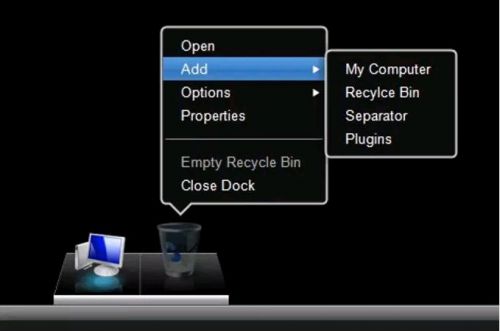 Open
Add
Options
Properties
Empty Recycle Bin
Close Dock
My Computer
Recylce Bin
Separator
Plugins